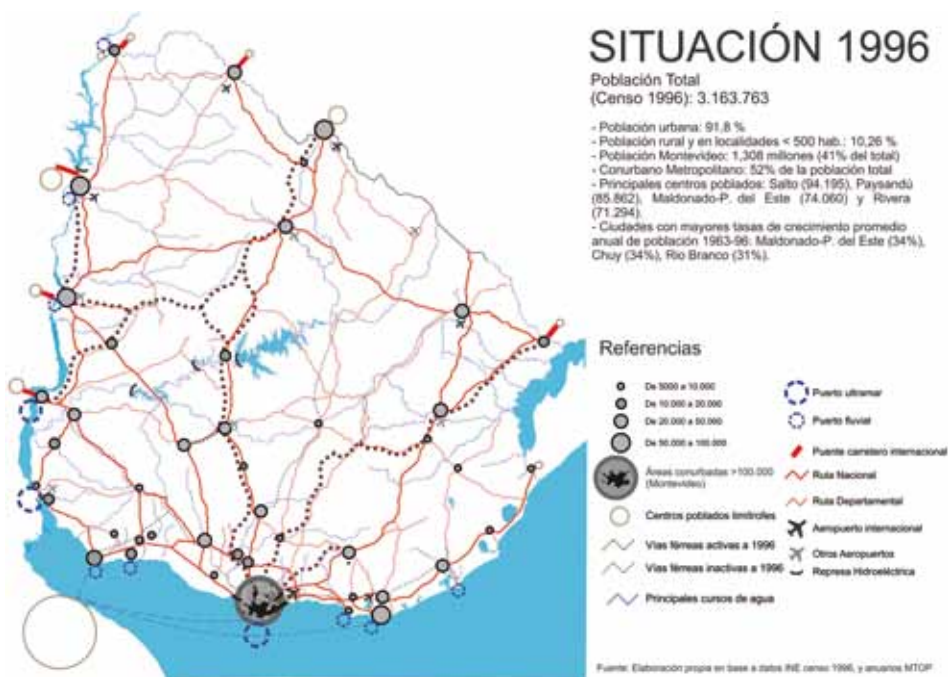 SITUACIÓN 1996
Población Total
(Censo 1996): 3.163.763
- Población urbana: 91,8 %
- Población rural y en localidades < 500 hab.: 10,26 %
- Población Montevideo: 1,308 millones (41% del total)
- Conurbano Metropolitano: 52% de la población total
- Principales centros poblados: Salto (94.195), Paysandú
(85.862), Maldonado-P. del Este (74.060) y Rivera
(71.294).
- Ciudades con mayores tasas de crecimiento promedio
anual de población 1963-96: Maldonado-P. del Este (34%),
Chuy (34%), Rio Branco (31%).
Referencias
De 5000 a 10.000
De 10.000 a 20.000
De 20.000 a 50.000
De 50.000 a 100.000
Áreas conurbadas >100.000
(Montevideo)
Centros poblados limítrofes
Vías férreas activas a 1996
Vías férreas inactivas a 1996
Principales cursos de agua
Puerto ultramar
Puerto fluvial
Puente carretero internacional
Ruta Nacional
Ruta Departamental
Aeropuerto internacional
Otros Aeropuertos
Represa Hidroeléctrica
Fuente: Elaboración propia en base a datos INE censo 1996, y anuarios MTOP